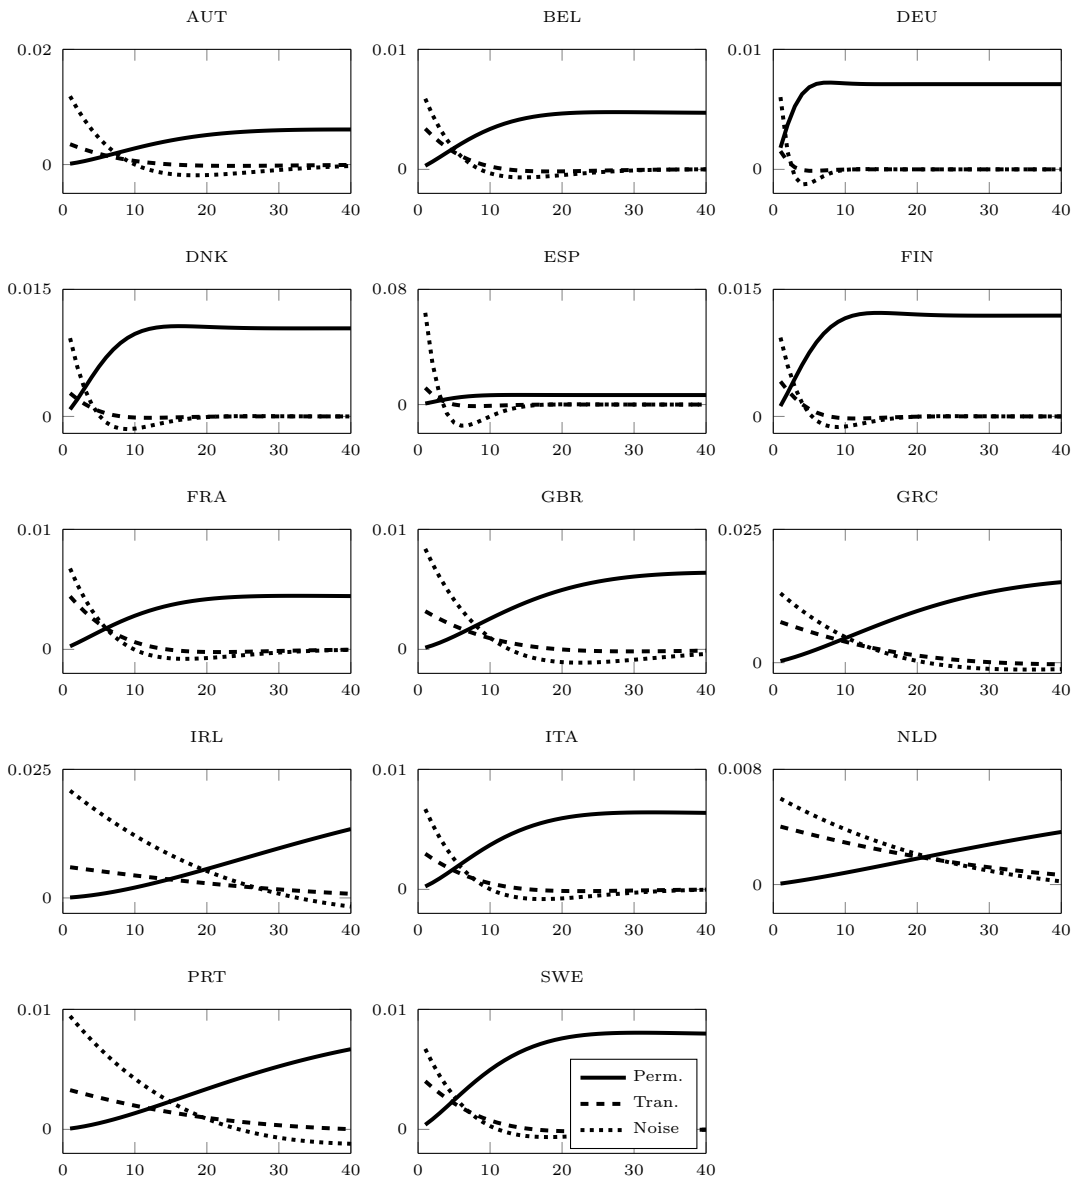 AUT BEL DEU
0.02 0.01 0.01
0 0 0
0 10 20 30 40 0 10 20 30 40 0 10 20 30 40
DNK ESP FIN
0.015 0.08 0.015
0 0 0
0 10 20 30 40 0 10 20 30 40 0 10 20 30 40
FRA GBR GRC
0.01 0.01 0.025
0 0 0
0 10 20 30 40 0 10 20 30 40 0 10 20 30 40
IRL ITA NLD
0.025 0.01 0.008
0 0 0
0 10 20 30 40 0 10 20 30 40 0 10 20 30 40
PRT SWE
0.01 0.01
Perm.
Tran.
0 0 Noise
0 10 20 30 40 0 10 20 30 40